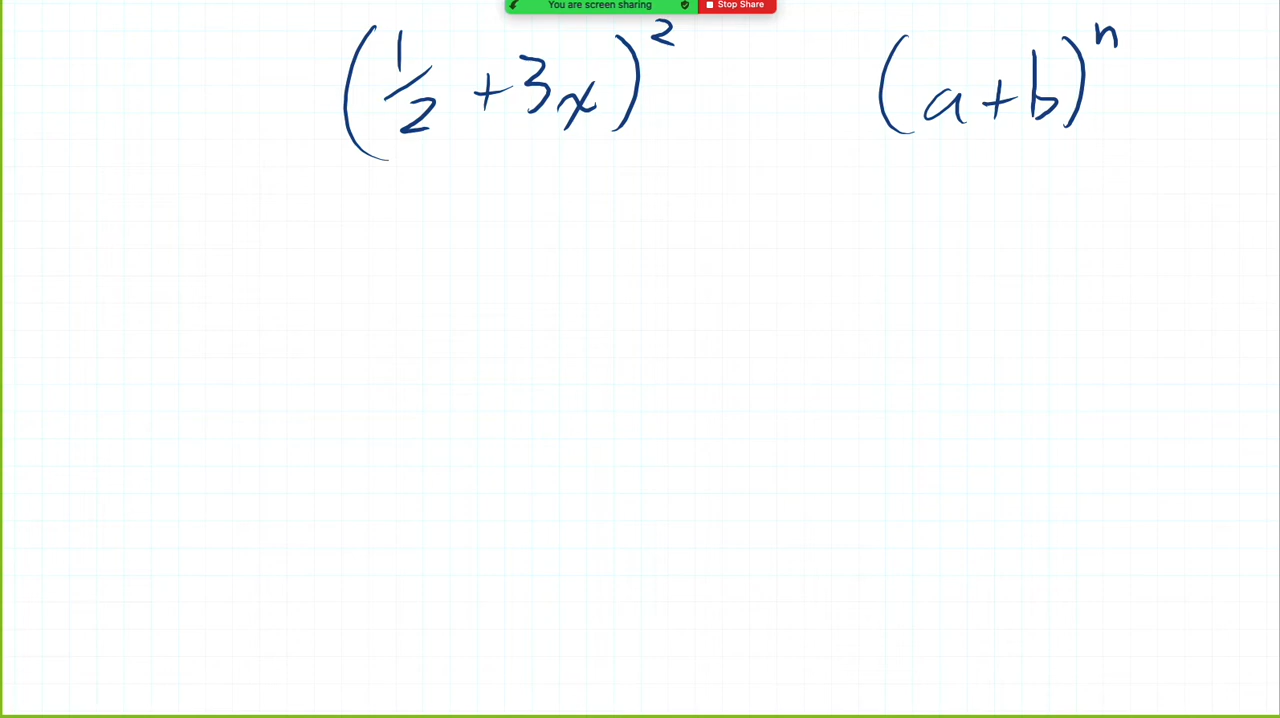 You are screen sharing Stop Share
(1/2 + 3x)² (a+b)ⁿ